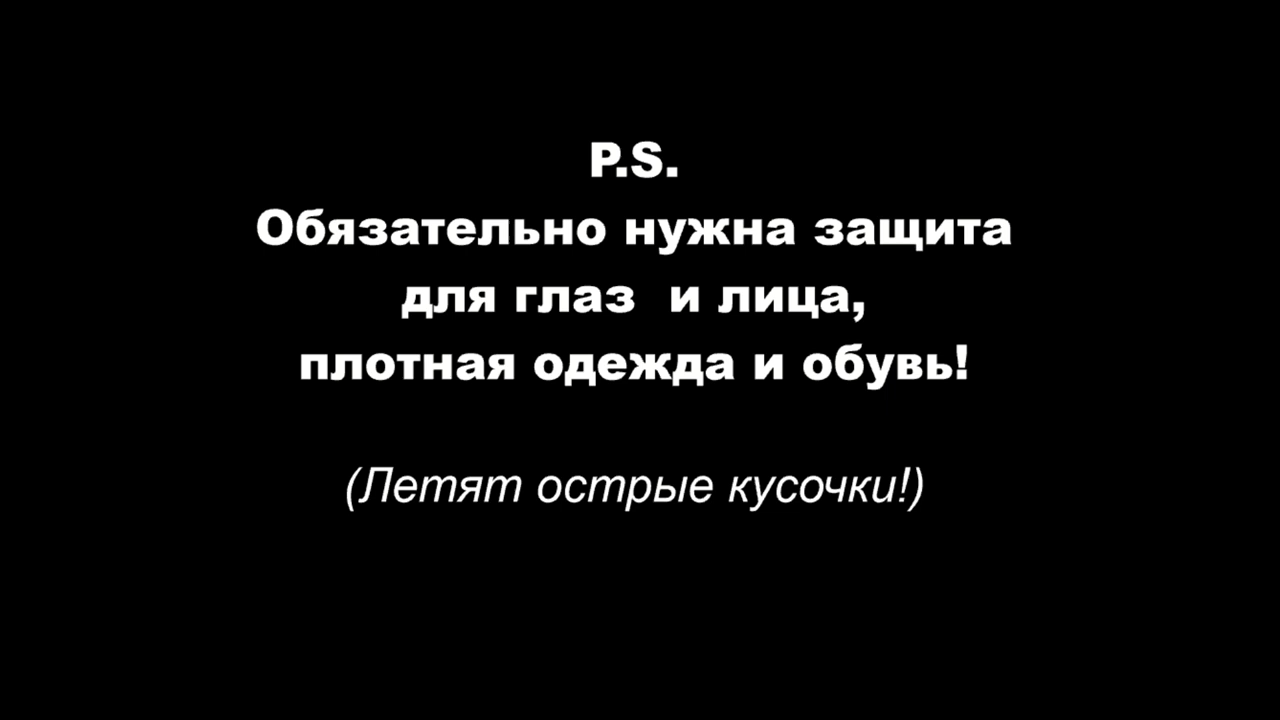 P.S.
Обязательно нужна защита
для глаз и лица,
плотная одежда и обувь!
(Летят острые кусочки!)